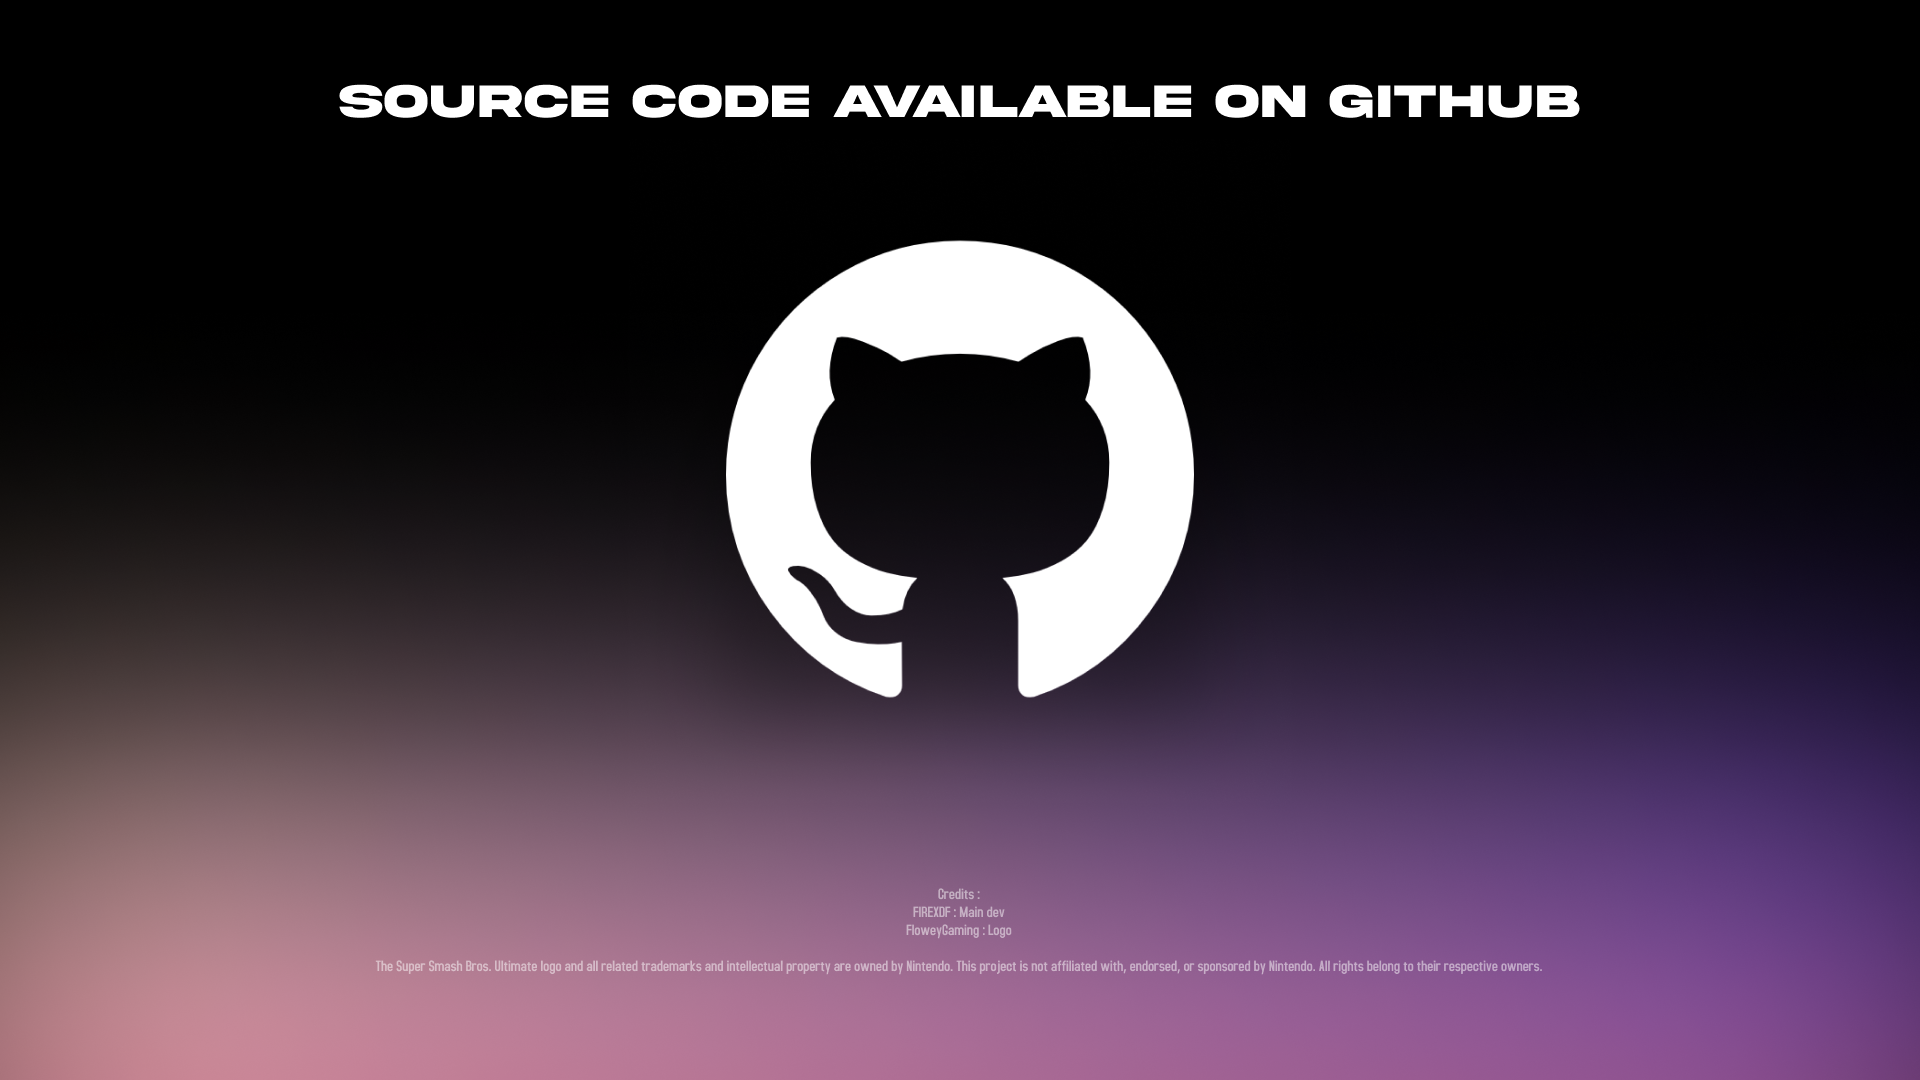 SOURCE CODE AVAILABLE ON GITHUB
Credits :
FIREXDF : Main dev
FloweyGaming : Logo
The Super Smash Bros. Ultimate logo and all related trademarks and intellectual property are owned by Nintendo. This project is not affiliated with, endorsed, or sponsored by Nintendo. All rights belong to their respective owners.